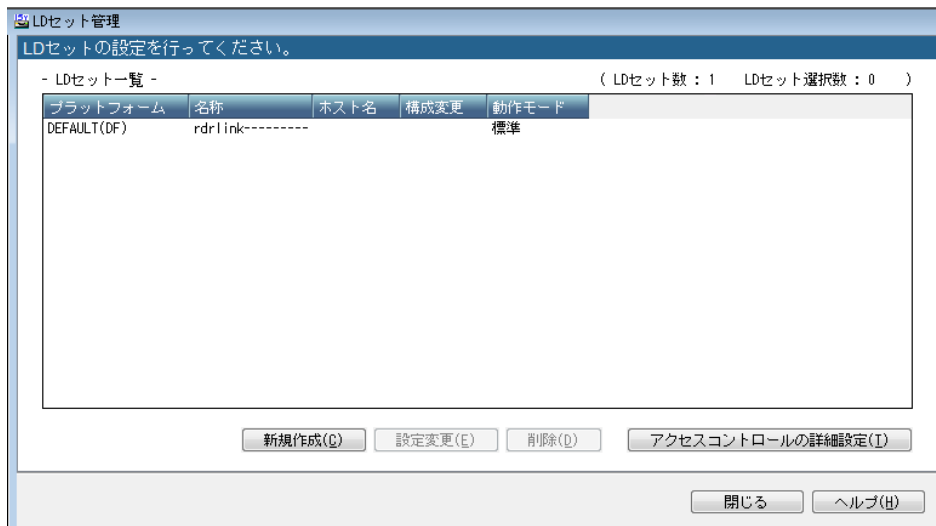 LDセット管理
LDセットの設定を行ってください。
- LDセット一覧 - ( LDセット数 : 1 LDセット選択数 : 0 )
プラットフォーム 名称 ホスト名 構成変更 動作モード
DEFAULT(DF) rdrlink--------- 標準
新規作成(C) 設定変更(E) 削除(D) アクセスコントロールの詳細設定(I)
閉じる ヘルプ(H)